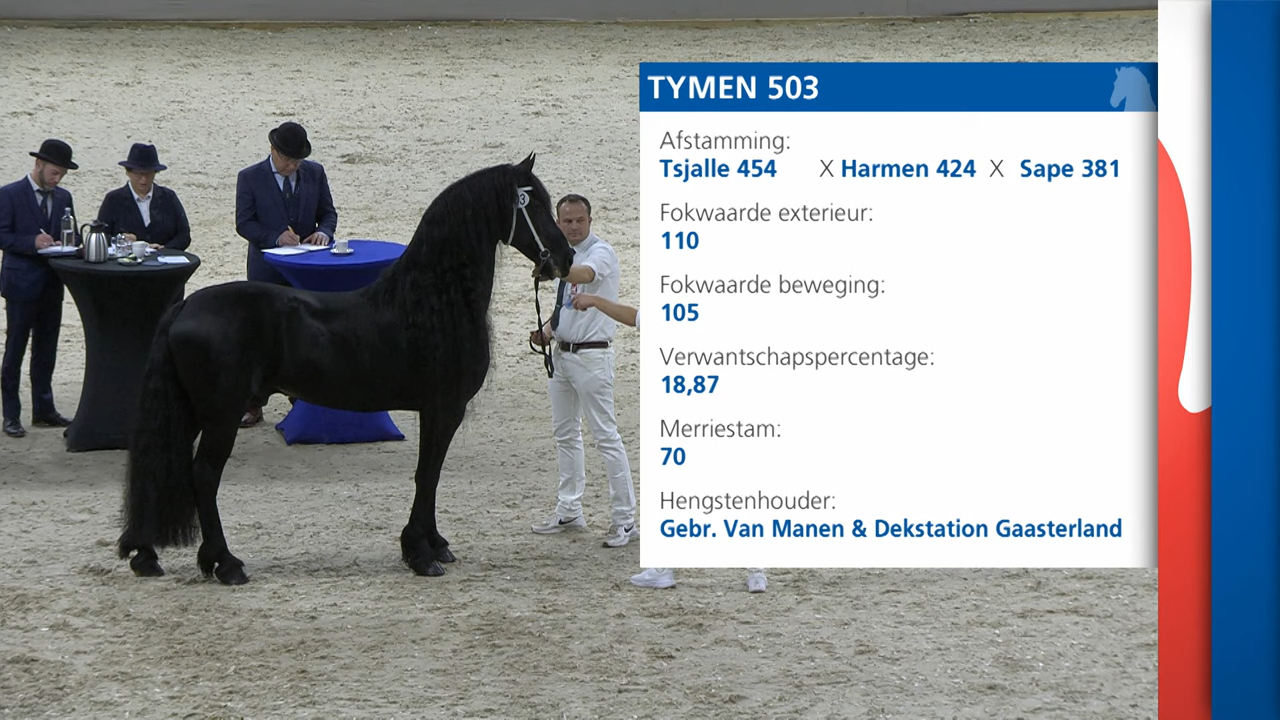 TYMEN 503
Afstamming:
Tsjalle 454 X Harmen 424 X Sape 381
Fokwaarde exterieur:
110
Fokwaarde beweging:
105
Verwantschapspercentage:
18,87
Merriestam:
70
Hengstenhouder:
Gebr. Van Manen & Dekstation Gaasterland